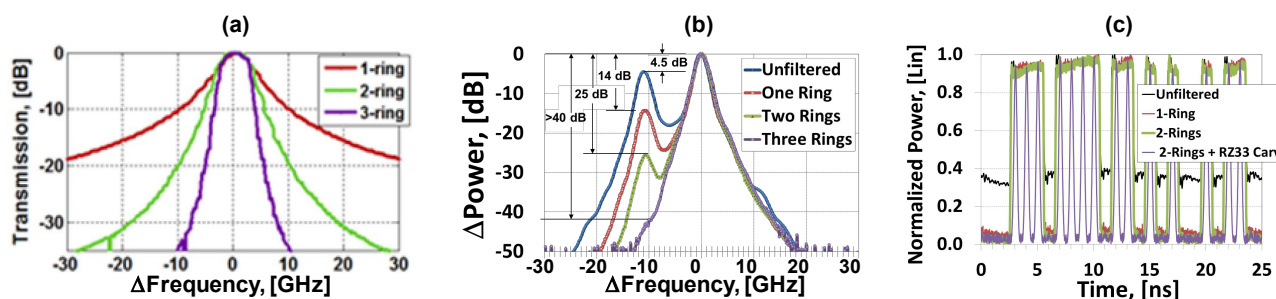 (a)
Transmission, [dB]
0
-10
-20
-30
1-ring
2-ring
3-ring
-30 -20 -10 0 10 20 30
ΔFrequency, [GHz]
(b)
ΔPower, [dB]
0
-10
-20
-30
-40
-50
4.5 dB
14 dB
25 dB
>40 dB
Unfiltered
One Ring
Two Rings
Three Rings
-30 -20 -10 0 10 20 30
ΔFrequency, [GHz]
(c)
Normalized Power, [Lin]
1.0
0.8
0.6
0.4
0.2
0.0
Unfiltered
1-Ring
2-Rings
2-Rings + RZ33 Carv
0 5 10 15 20 25
Time, [ns]